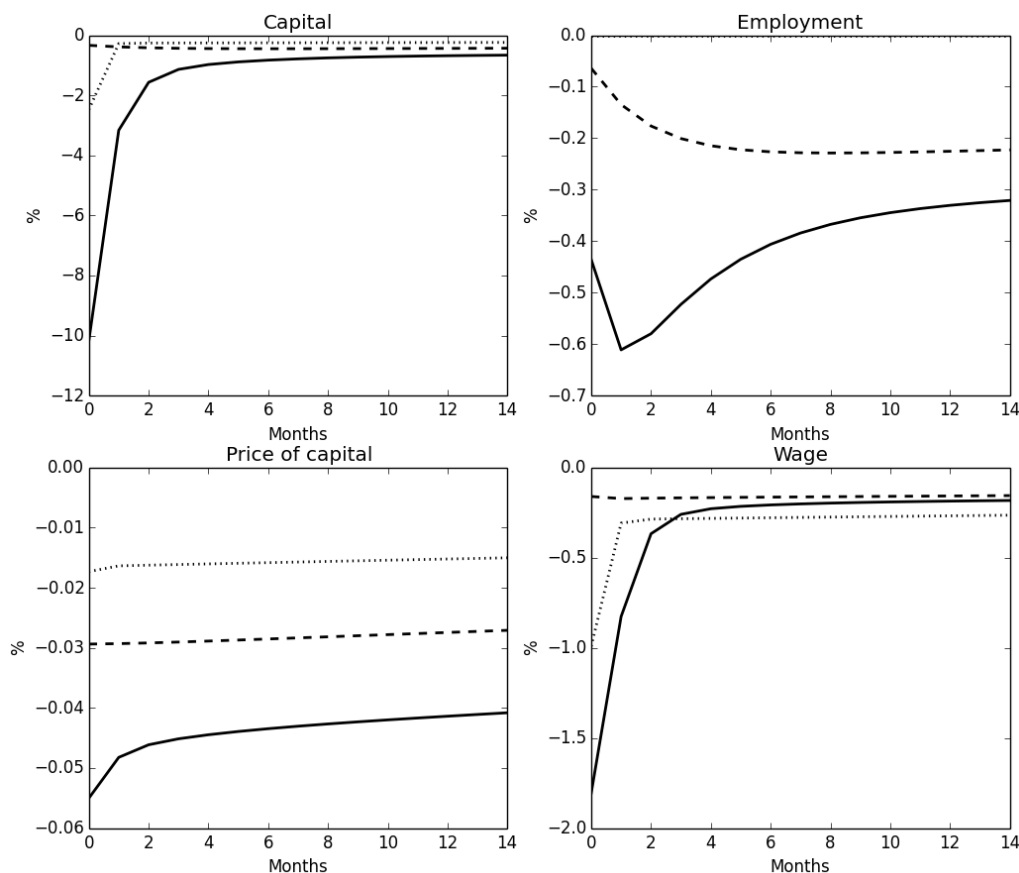 Capital
0
−2
−4
−6
−8
−10
−12
%
0 2 4 6 8 10 12 14
Months
Employment
0.0
−0.1
−0.2
−0.3
−0.4
−0.5
−0.6
−0.7
%
0 2 4 6 8 10 12 14
Months
Price of capital
0.00
−0.01
−0.02
−0.03
−0.04
−0.05
−0.06
%
0 2 4 6 8 10 12 14
Months
Wage
0.0
−0.5
−1.0
−1.5
−2.0
%
0 2 4 6 8 10 12 14
Months